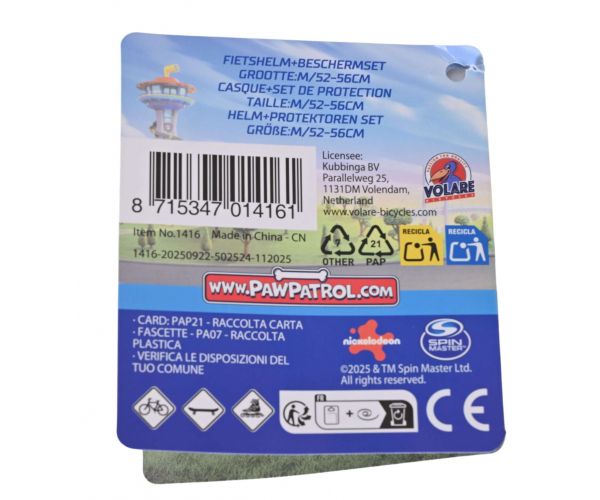 FIETSHELM+BESCHERMSET
GROOTTE:M/52-56CM
CASQUE+SET DE PROTECTION
TAILLE:M/52-56CM
HELM+PROTEKTOREN SET
GRÖßE:M/52-56CM
8 715347 014161
Item No.1416 Made in China - CN
1416-20250922-502524-112025
Licensee:
Kubbinga BV
Parallelweg 25,
1131DM Volendam,
Netherland
www.volare-bicycles.com
VOLARE
BICYCLES
7
OTHER
21
PAP
RECICLA
RECICLA
WWW.PAWPATROL.COM
• CARD: PAP21 - RACCOLTA CARTA
• FASCETTE - PA07 - RACCOLTA
PLASTICA
• VERIFICA LE DISPOSIZIONI DEL
TUO COMUNE
nickelodeon
SPIN
MASTER
©2025 & TM Spin Master Ltd.
All rights reserved.
FR
+
CE